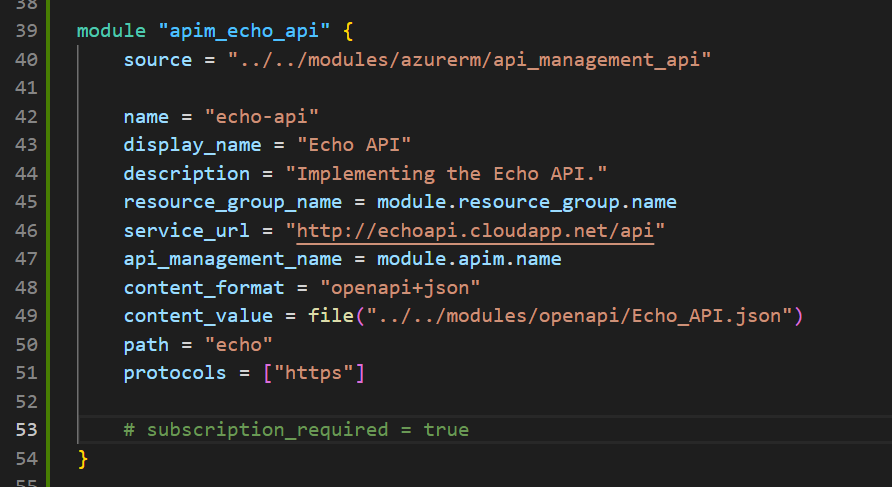 38
39 module "apim_echo_api" {
40     source = "../../modules/azurerm/api_management_api"
41
42     name = "echo-api"
43     display_name = "Echo API"
44     description = "Implementing the Echo API."
45     resource_group_name = module.resource_group.name
46     service_url = "http://echoapi.cloudapp.net/api"
47     api_management_name = module.apim.name
48     content_format = "openapi+json"
49     content_value = file("../../modules/openapi/Echo_API.json")
50     path = "echo"
51     protocols = ["https"]
52
53     # subscription_required = true
54 }
55